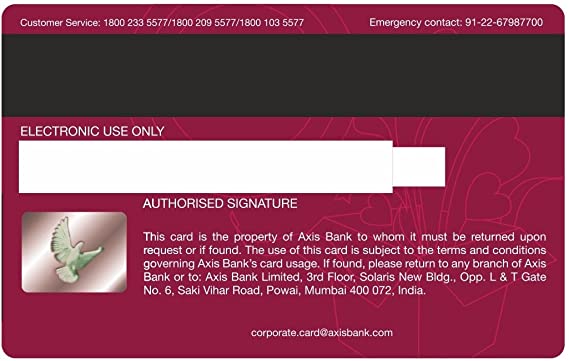 Customer Service: 1800 233 5577/1800 209 5577/1800 103 5577
Emergency contact: 91-22-67987700
ELECTRONIC USE ONLY
AUTHORISED SIGNATURE
This card is the property of Axis Bank to whom it must be returned upon
request or if found. The use of this card is subject to the terms and conditions
governing Axis Bank's card usage. If found, please return to any branch of Axis
Bank or to: Axis Bank Limited, 3rd Floor, Solaris New Bldg., Opp. L & T Gate
No. 6, Saki Vihar Road, Powai, Mumbai 400 072, India.
corporate.card@axisbank.com